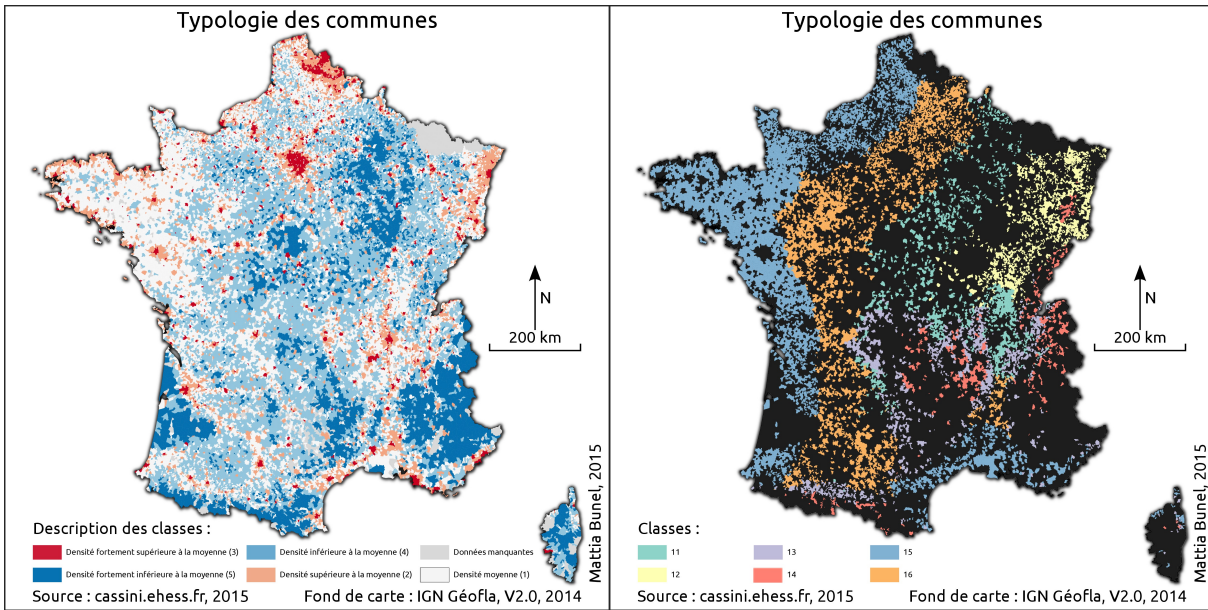 Typologie des communes
N
200 km
Mattia Bunel, 2015
Description des classes :
Densité fortement supérieure à la moyenne (3)
Densité inférieure à la moyenne (4)
Données manquantes
Densité fortement inférieure à la moyenne (5)
Densité supérieure à la moyenne (2)
Densité moyenne (1)
Source : cassini.ehess.fr, 2015
Fond de carte : IGN Géofla, V2.0, 2014
Typologie des communes
N
200 km
Mattia Bunel, 2015
Classes :
11
13
15
12
14
16
Source : cassini.ehess.fr, 2015
Fond de carte : IGN Géofla, V2.0, 2014